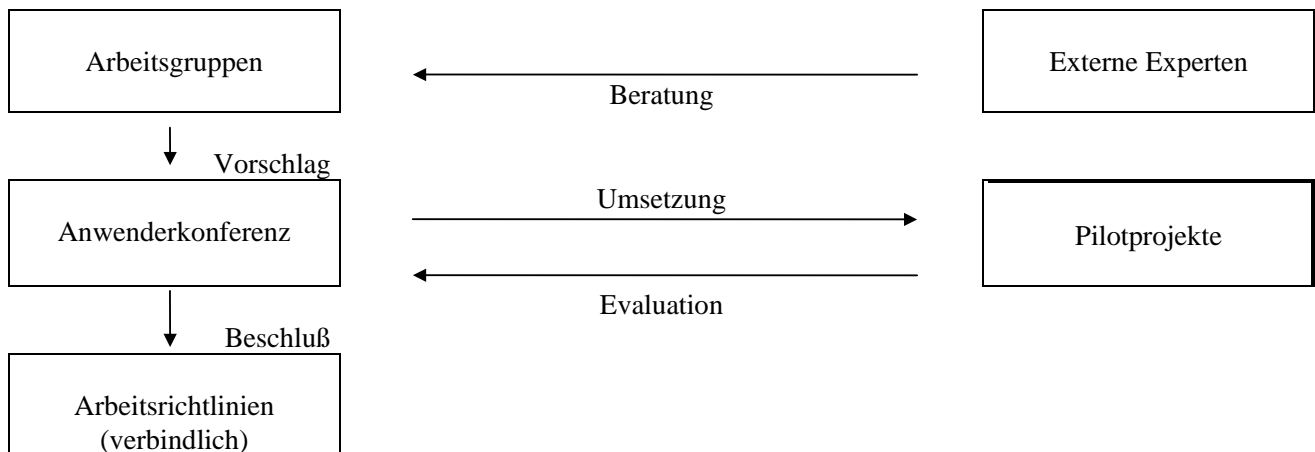 Arbeitsgruppen
Externe Experten
Beratung
Vorschlag
Umsetzung
Anwenderkonferenz
Pilotprojekte
Evaluation
Beschluß
Arbeitsrichtlinien
(verbindlich)